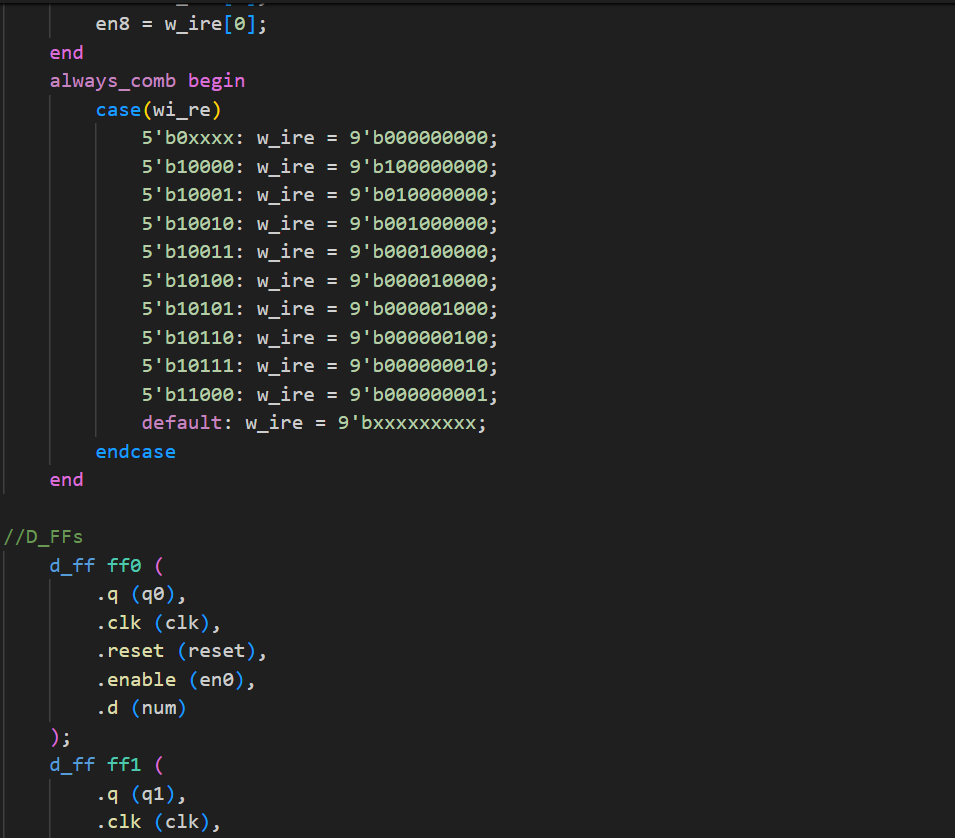 en8 = w_ire[0];
end
always_comb begin
case(wi_re)
5'b0xxxx: w_ire = 9'b000000000;
5'b10000: w_ire = 9'b100000000;
5'b10001: w_ire = 9'b010000000;
5'b10010: w_ire = 9'b001000000;
5'b10011: w_ire = 9'b000100000;
5'b10100: w_ire = 9'b000010000;
5'b10101: w_ire = 9'b000001000;
5'b10110: w_ire = 9'b000000100;
5'b10111: w_ire = 9'b000000010;
5'b11000: w_ire = 9'b000000001;
default: w_ire = 9'bxxxxxxxxx;
endcase
end
//D_FFs
d_ff ff0 (
.q (q0),
.clk (clk),
.reset (reset),
.enable (en0),
.d (num)
);
d_ff ff1 (
.q (q1),
.clk (clk),